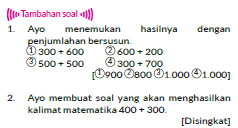 Tambahan soal
1. Ayo menemukan hasilnya dengan
penjumlahan bersusun.
① 300 + 600 ② 600 + 200
③ 500 + 500 ④ 300 + 700
[①900 ②800 ③1.000 ④1.000]
2. Ayo membuat soal yang akan menghasilkan
kalimat matematika 400 + 300.
[Disingkat]